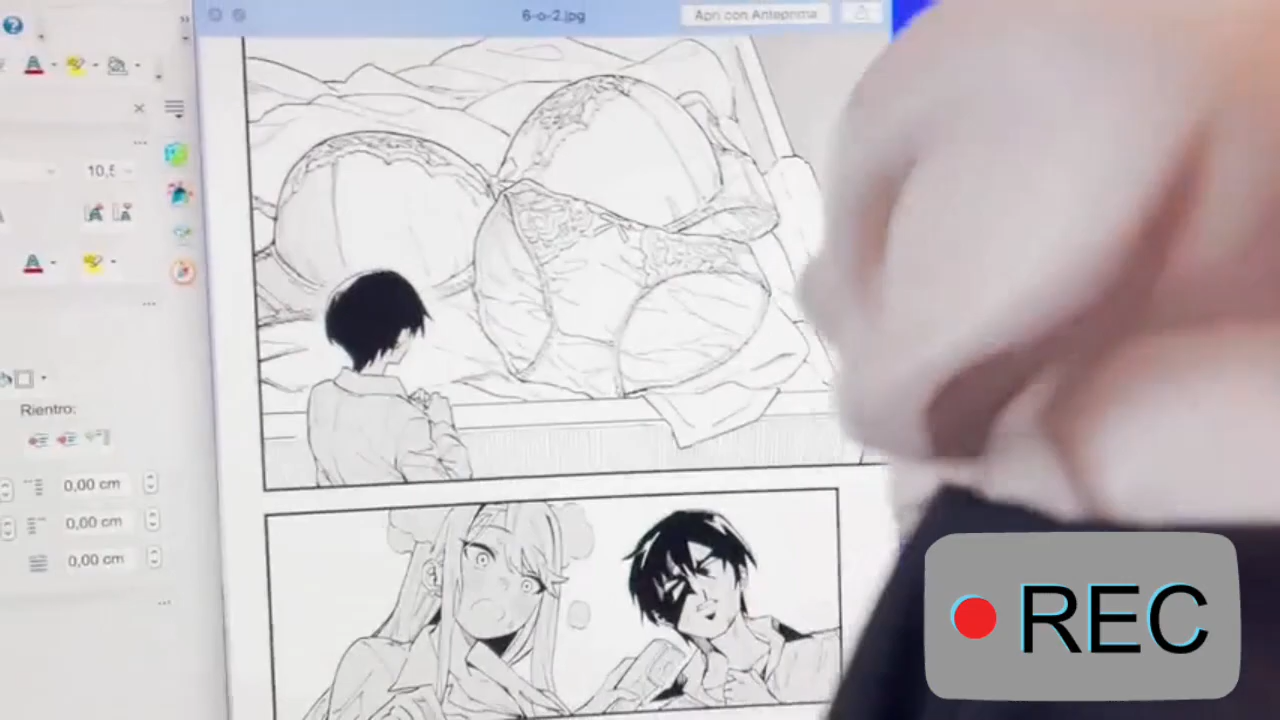 6-o-2.jpg
Apri con Anteprima
10,5
Rientro:
0,00 cm
0,00 cm
0,00 cm
REC